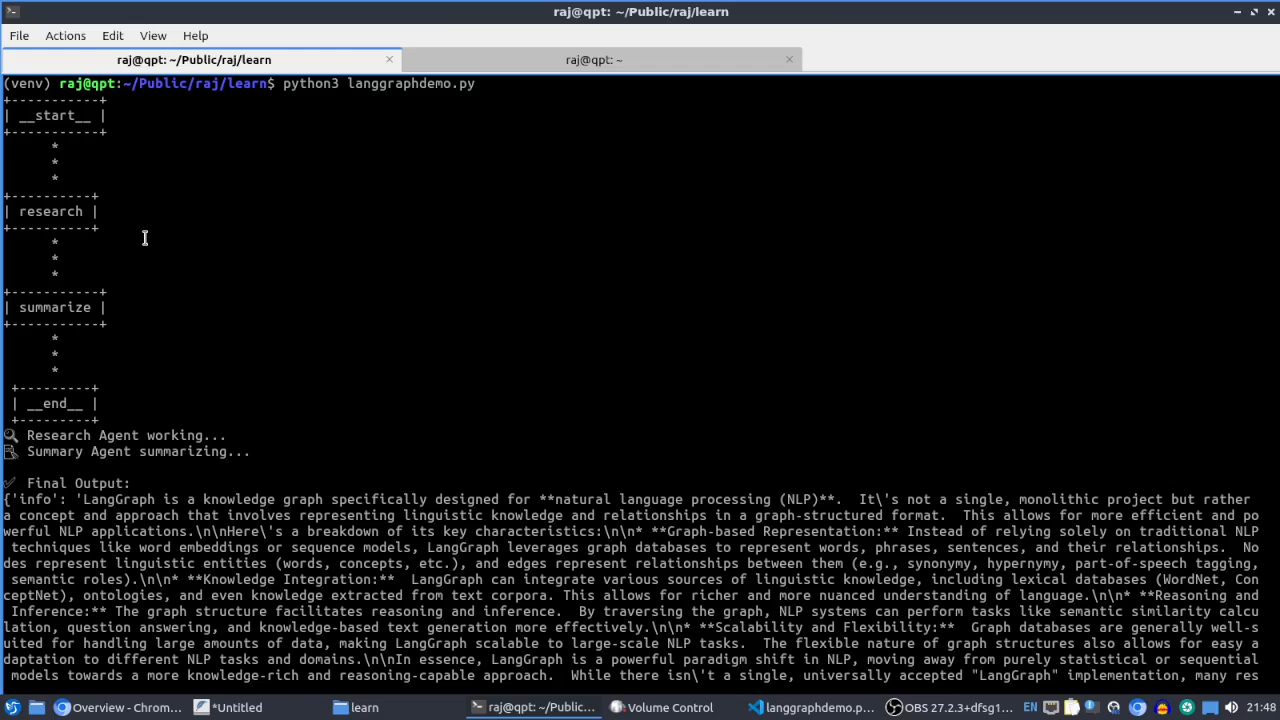 raj@qpt: ~/Public/raj/learn
File Actions Edit View Help
raj@qpt: ~/Public/raj/learn
raj@qpt: ~
(venv) raj@qpt:~/Public/raj/learn$ python3 langgraphdemo.py
+-----------+
| __start__ |
+-----------+
*
*
*
+----------+
| research |
+----------+
*
*
*
+-----------+
| summarize |
+-----------+
*
*
*
+---------+
| __end__ |
+---------+
Research Agent working...
Summary Agent summarizing...
Final Output:
{'info': 'LangGraph is a knowledge graph specifically designed for **natural language processing (NLP)**.  It\'s not a single, monolithic project but rather
a concept and approach that involves representing linguistic knowledge and relationships in a graph-structured format.  This allows for more efficient and po
werful NLP applications.\n\nHere\'s a breakdown of its key characteristics:\n\n* **Graph-based Representation:** Instead of relying solely on traditional NLP
techniques like word embeddings or sequence models, LangGraph leverages graph databases to represent words, phrases, sentences, and their relationships.  No
des represent linguistic entities (words, concepts, etc.), and edges represent relationships between them (e.g., synonymy, hypernymy, part-of-speech tagging,
semantic roles).\n\n* **Knowledge Integration:**  LangGraph can integrate various sources of linguistic knowledge, including lexical databases (WordNet, Con
ceptNet), ontologies, and even knowledge extracted from text corpora. This allows for richer and more nuanced understanding of language.\n\n* **Reasoning and
Inference:** The graph structure facilitates reasoning and inference.  By traversing the graph, NLP systems can perform tasks like semantic similarity calcu
lation, question answering, and knowledge-based text generation more effectively.\n\n* **Scalability and Flexibility:**  Graph databases are generally well-s
uited for handling large amounts of data, making LangGraph scalable to large-scale NLP tasks.  The flexible nature of graph structures also allows for easy a
daptation to different NLP tasks and domains.\n\nIn essence, LangGraph is a powerful paradigm shift in NLP, moving away from purely statistical or sequential
models towards a more knowledge-rich and reasoning-capable approach.  While there isn\'t a single, universally accepted "LangGraph" implementation, many res
Overview - Chrom...
*Untitled
learn
raj@qpt: ~/Public...
Volume Control
langgraphdemo.p...
OBS 27.2.3+dfsg1...
EN
21:48